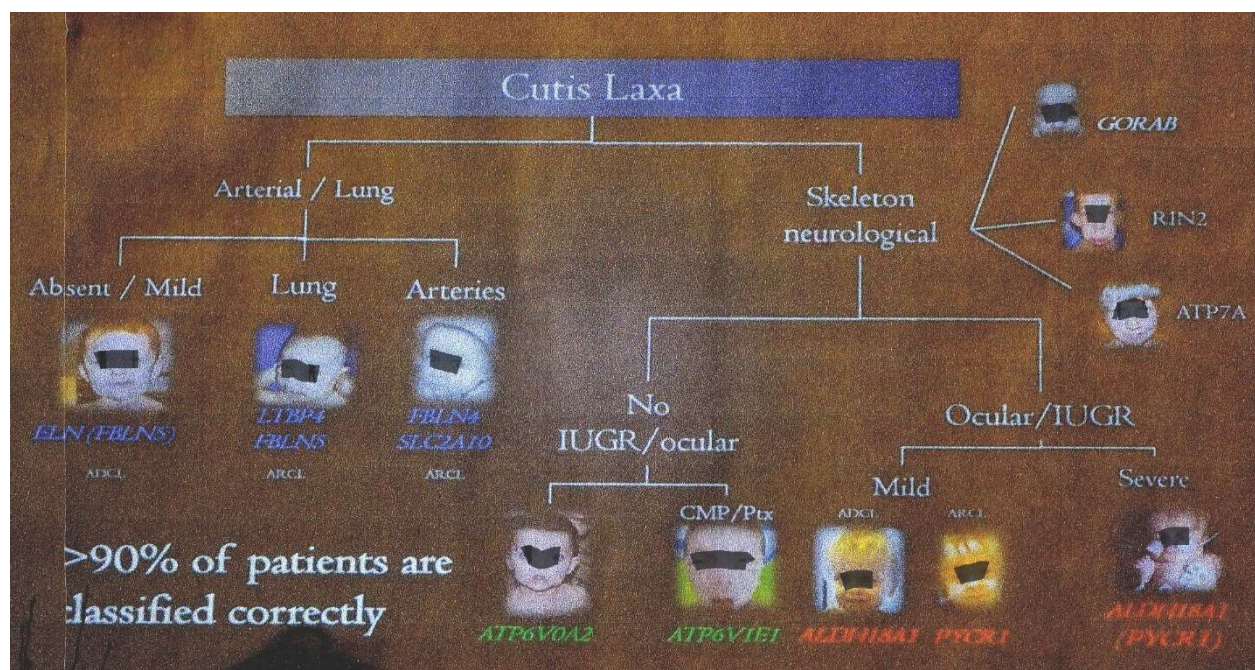 Cutis Laxa
GORAB
Arterial / Lung
Skeleton
neurological
RIN2
Absent / Mild
Lung
Arteries
ATP7A
ELN (FBLN5)
LTBP4
FBLN5
FBLN4
SLC2A10
ADCL
ARCL
ARCL
No
IUGR/ocular
Ocular/IUGR
Mild
Severe
CMP/Ptx
ADCL
ARCL
>90% of patients are
classified correctly
ATP6V0A2
ATP6V1E1
ALDH18A1
PYCR1
ALDH18A1
(PYCR1)